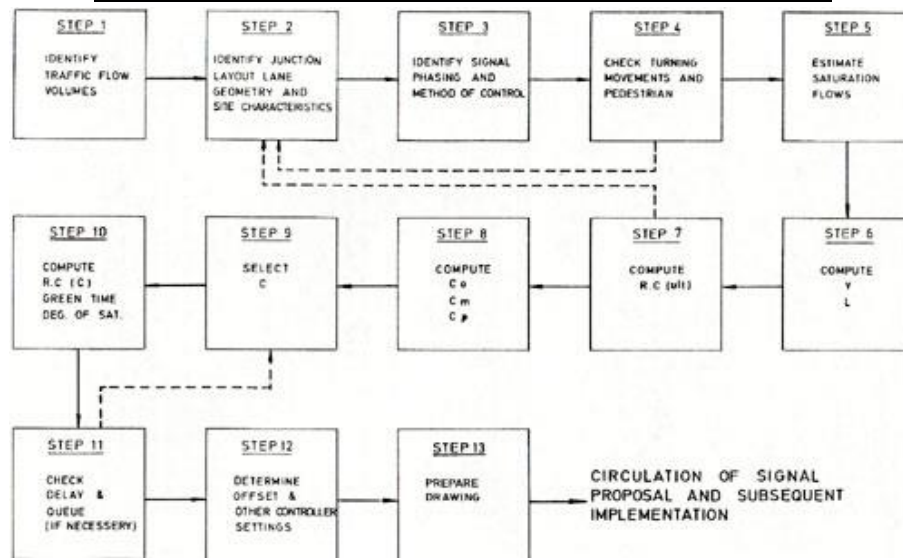 STEP 1
IDENTIFY
TRAFFIC FLOW
VOLUMES
STEP 2
IDENTIFY JUNCTION
LAYOUT LANE
GEOMETRY AND
SITE CHARACTERISTICS
STEP 3
IDENTIFY SIGNAL
PHASING AND
METHOD OF CONTROL
STEP 4
CHECK TURNING
MOVEMENTS AND
PEDESTRIAN
STEP 5
ESTIMATE
SATURATION
FLOWS
STEP 6
COMPUTE
Y
L
STEP 7
COMPUTE
R.C (ult)
STEP 8
COMPUTE
Co
Cm
Cp
STEP 9
SELECT
C
STEP 10
COMPUTE
R.C (C)
GREEN TIME
DEG. OF SAT.
STEP 11
CHECK
DELAY &
QUEUE
(IF NECESSARY)
STEP 12
DETERMINE
OFFSET &
OTHER CONTROLLER
SETTINGS
STEP 13
PREPARE
DRAWING
CIRCULATION OF SIGNAL
PROPOSAL AND SUBSEQUENT
IMPLEMENTATION